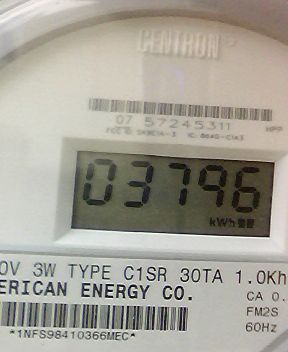 CENTRON
07 57245311
03796
kWh
0V 3W TYPE C1SR 30TA 1.0Kh
ERICAN ENERGY CO.
CA 0.
FM2S
60Hz
*1NFS98410366MEC*